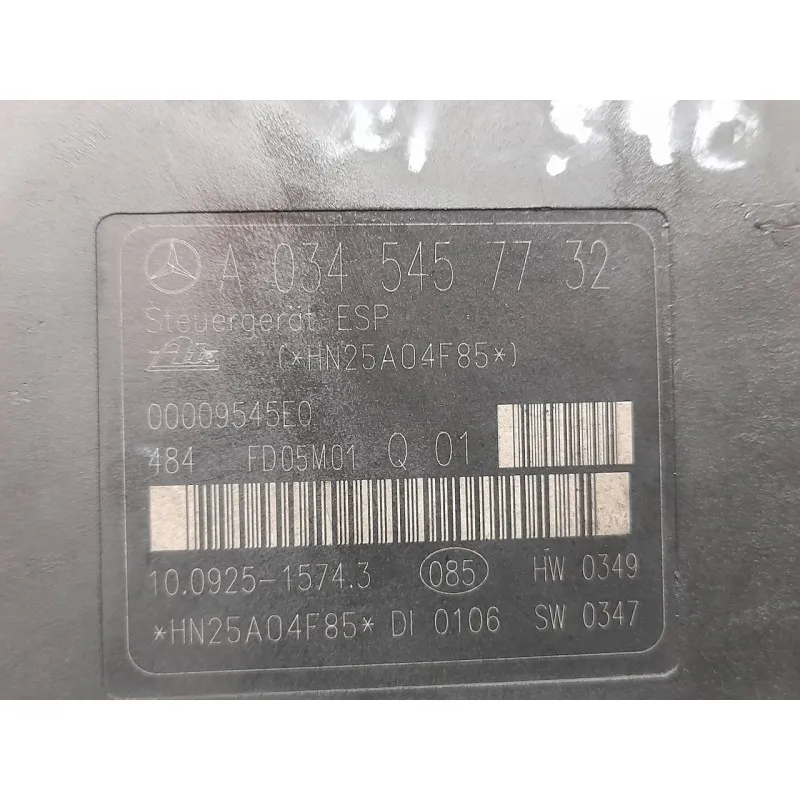 A 034 545 77 32
Steuergerät ESP
Ate (*HN25A04F85*)
00009545E0
484 FD05M01 Q 01
10.0925-1574.3 085 HW 0349
*HN25A04F85* DI 0106 SW 0347